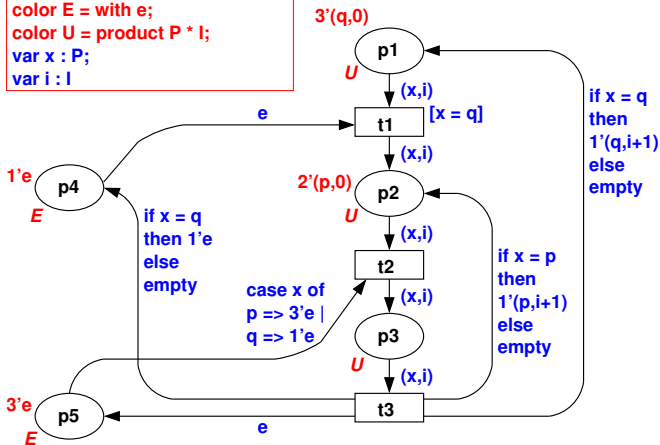 color E = with e;
color U = product P * I;
var x : P;
var i : I
3'(q,0)
p1
U
(x,i)
t1
[x = q]
e
(x,i)
if x = q
then
1'(q,i+1)
else
empty
1'e
p4
E
2'(p,0)
p2
U
(x,i)
if x = q
then 1'e
else
empty
t2
(x,i)
case x of
p => 3'e |
q => 1'e
if x = p
then
1'(p,i+1)
else
empty
p3
U
(x,i)
3'e
p5
E
e
t3